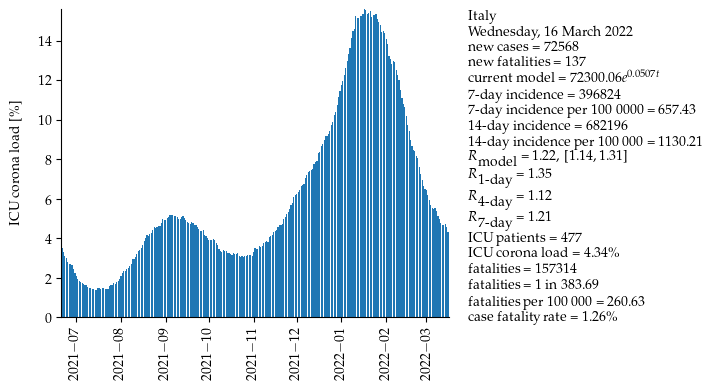 14
12
10
8
6
4
2
0
ICU corona load [%]
2021−07
2021−08
2021−09
2021−10
2021−11
2021−12
2022−01
2022−02
2022−03
Italy
Wednesday, 16 March 2022
new cases = 72568
new fatalities = 137
current model = 72300.06e^0.0507t
7-day incidence = 396824
7-day incidence per 100 0000 = 657.43
14-day incidence = 682196
14-day incidence per 100 000 = 1130.21
R_model = 1.22, [1.14, 1.31]
R_1-day = 1.35
R_4-day = 1.12
R_7-day = 1.21
ICU patients = 477
ICU corona load = 4.34%
fatalities = 157314
fatalities = 1 in 383.69
fatalities per 100 000 = 260.63
case fatality rate = 1.26%